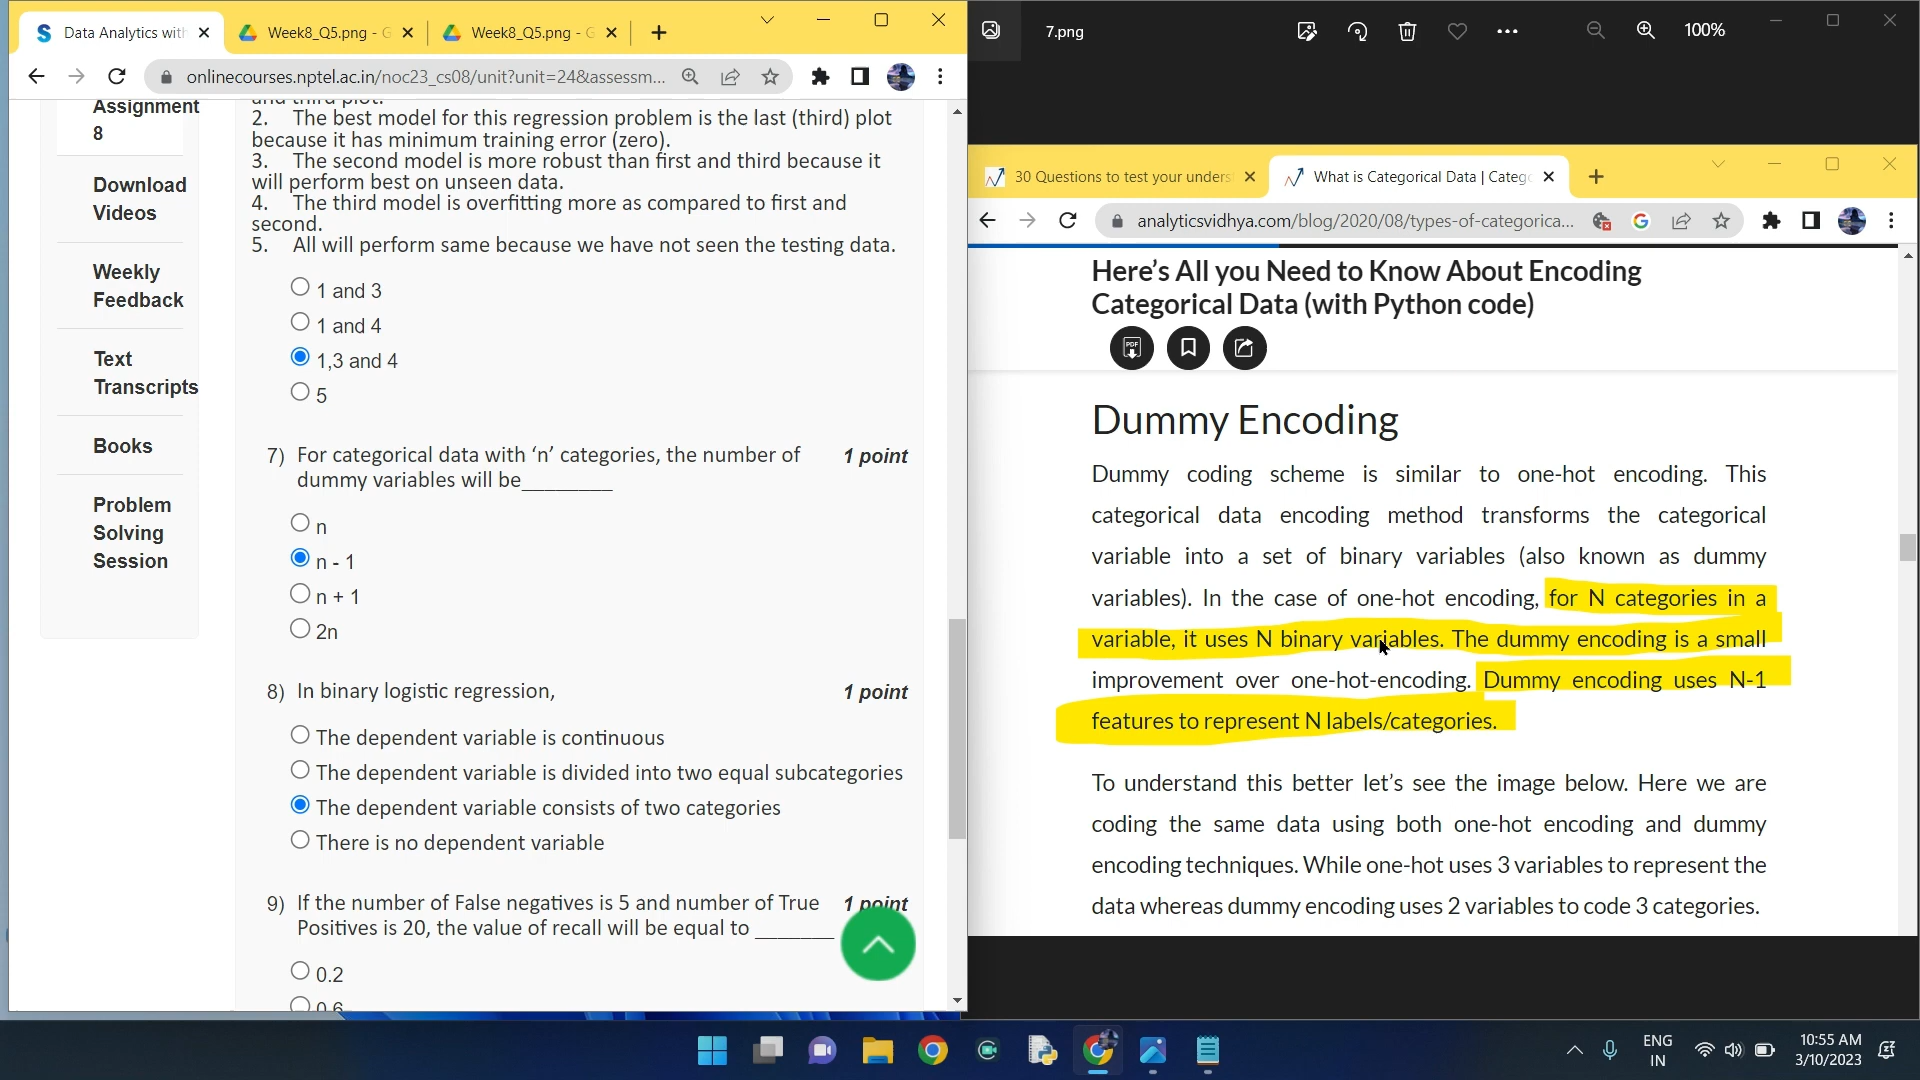 Data Analytics with
Week8_Q5.png - G
Week8_Q5.png - G
onlinecourses.nptel.ac.in/noc23_cs08/unit?unit=24&assessm...
Assignment
8
Download
Videos
Weekly
Feedback
Text
Transcripts
Books
Problem
Solving
Session
and third plot.
2. The best model for this regression problem is the last (third) plot
because it has minimum training error (zero).
3. The second model is more robust than first and third because it
will perform best on unseen data.
4. The third model is overfitting more as compared to first and
second.
5. All will perform same because we have not seen the testing data.
1 and 3
1 and 4
1,3 and 4
5
7) For categorical data with ‘n’ categories, the number of 1 point
dummy variables will be________
n
n - 1
n + 1
2n
8) In binary logistic regression, 1 point
The dependent variable is continuous
The dependent variable is divided into two equal subcategories
The dependent variable consists of two categories
There is no dependent variable
9) If the number of False negatives is 5 and number of True 1 point
Positives is 20, the value of recall will be equal to _______
0.2
0.6
7.png
100%
30 Questions to test your unders
What is Categorical Data | Categ
analyticsvidhya.com/blog/2020/08/types-of-categorica...
Here’s All you Need to Know About Encoding
Categorical Data (with Python code)
PDF
Dummy Encoding
Dummy coding scheme is similar to one-hot encoding. This
categorical data encoding method transforms the categorical
variable into a set of binary variables (also known as dummy
variables). In the case of one-hot encoding, for N categories in a
variable, it uses N binary variables. The dummy encoding is a small
improvement over one-hot-encoding. Dummy encoding uses N-1
features to represent N labels/categories.
To understand this better let’s see the image below. Here we are
coding the same data using both one-hot encoding and dummy
encoding techniques. While one-hot uses 3 variables to represent the
data whereas dummy encoding uses 2 variables to code 3 categories.
ENG
IN
10:55 AM
3/10/2023